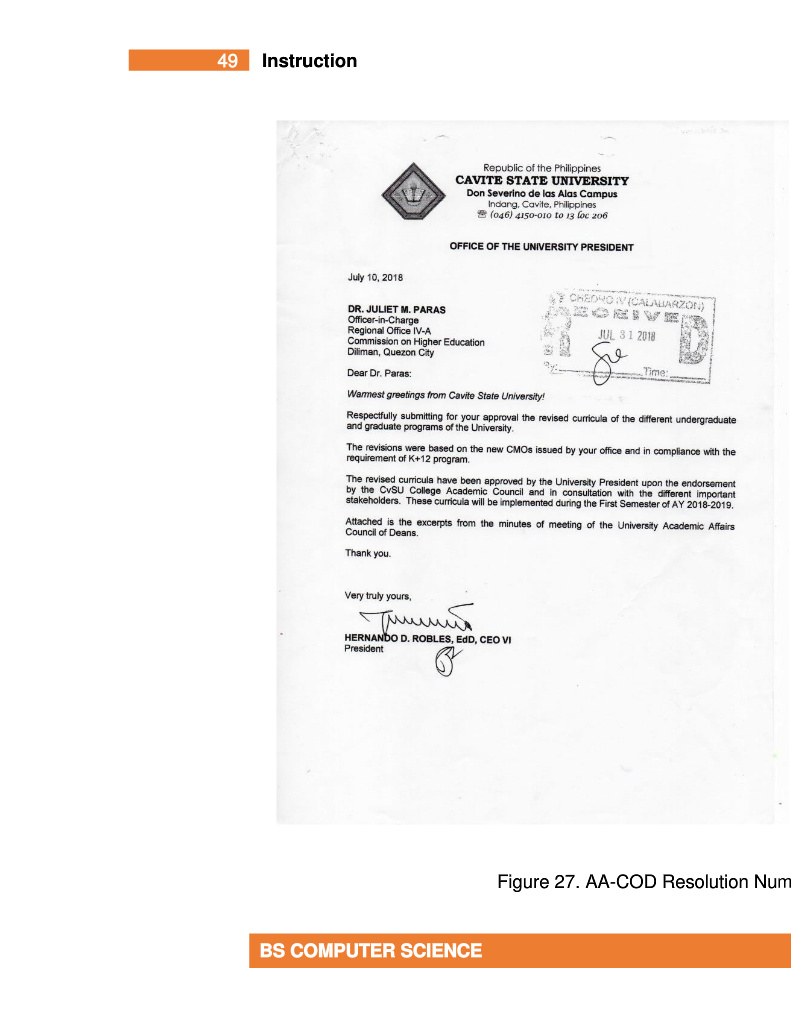 49 Instruction
Republic of the Philippines
CAVITE STATE UNIVERSITY
Don Severino de las Alas Campus
Indang, Cavite, Philippines
☏ (046) 4150-010 to 13 loc 206
OFFICE OF THE UNIVERSITY PRESIDENT
July 10, 2018
CHEDRO IV (CALABARZON)
RECEIVED
JUL 31 2018
By: Time:
DR. JULIET M. PARAS
Officer-in-Charge
Regional Office IV-A
Commission on Higher Education
Diliman, Quezon City
Dear Dr. Paras:
Warmest greetings from Cavite State University!
Respectfully submitting for your approval the revised curricula of the different undergraduate
and graduate programs of the University.
The revisions were based on the new CMOs issued by your office and in compliance with the
requirement of K+12 program.
The revised curricula have been approved by the University President upon the endorsement
by the CvSU College Academic Council and in consultation with the different important
stakeholders. These curricula will be implemented during the First Semester of AY 2018-2019.
Attached is the excerpts from the minutes of meeting of the University Academic Affairs
Council of Deans.
Thank you.
Very truly yours,
HERNANDO D. ROBLES, EdD, CEO VI
President
Figure 27. AA-COD Resolution Num
BS COMPUTER SCIENCE